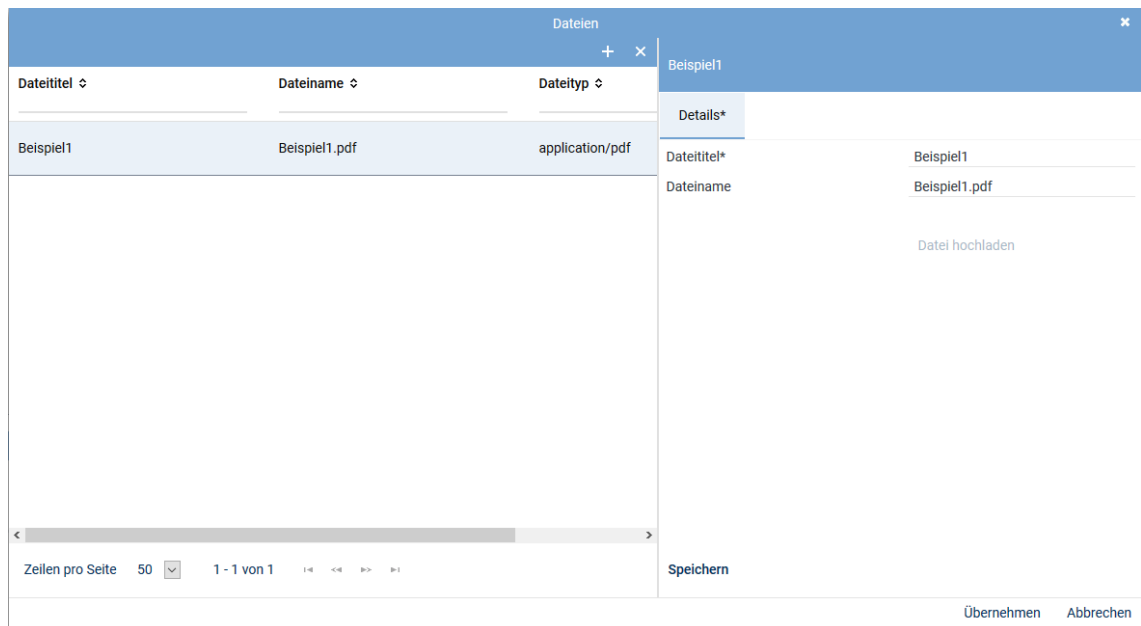 Dateien
Beispiel1
Dateititel Dateiname Dateityp
Beispiel1 Beispiel1.pdf application/pdf
Details*
Dateititel* Beispiel1
Dateiname Beispiel1.pdf
Datei hochladen
Zeilen pro Seite 50 1 - 1 von 1
Speichern
Übernehmen Abbrechen